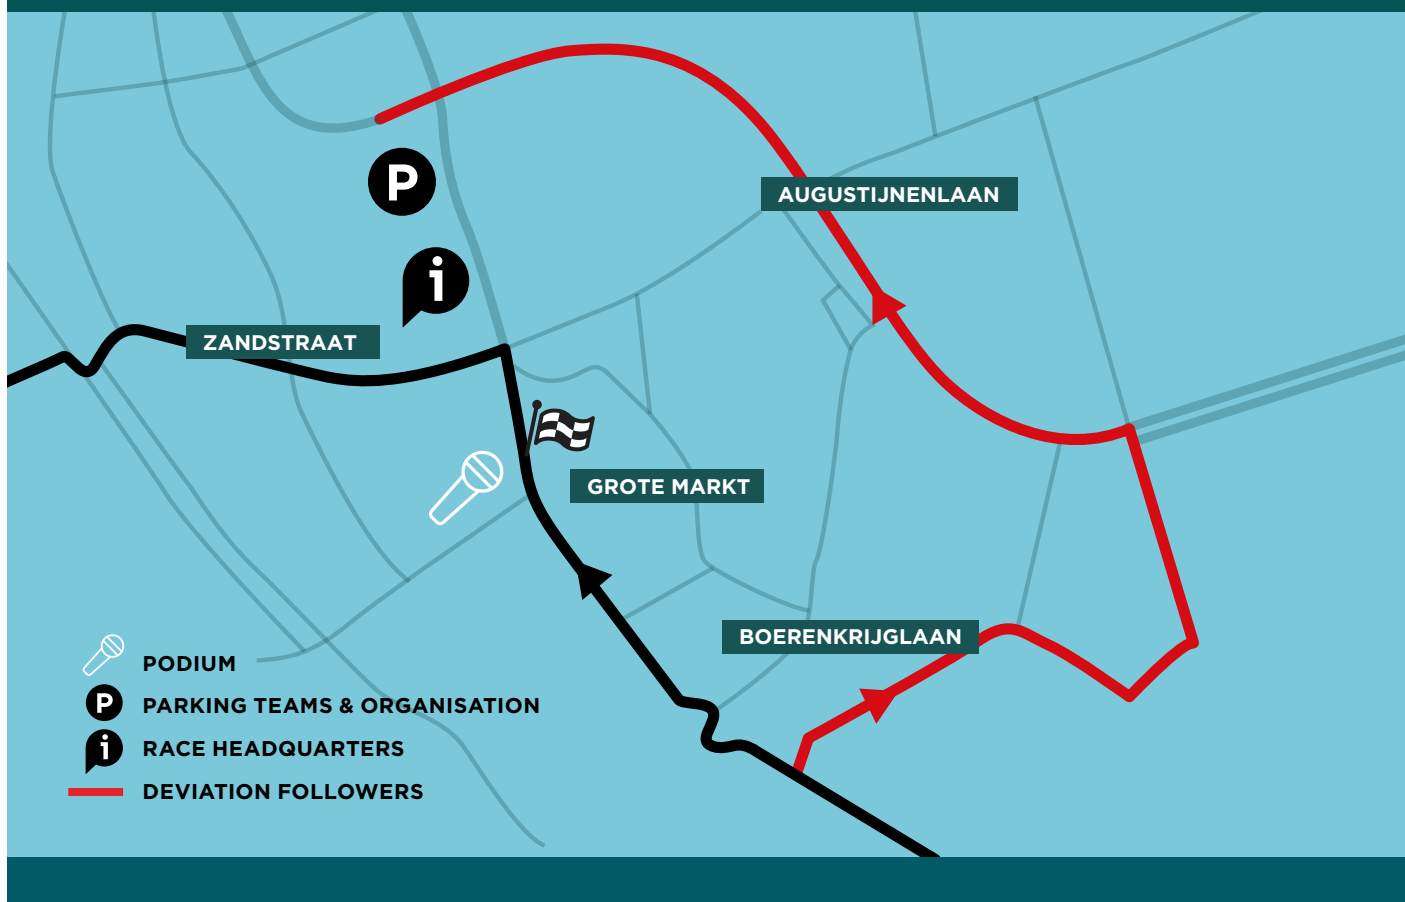 P
AUGUSTIJNENLAAN
i
ZANDSTRAAT
GROTE MARKT
BOERENKRIJGLAAN
PODIUM
P PARKING TEAMS & ORGANISATION
i RACE HEADQUARTERS
DEVIATION FOLLOWERS